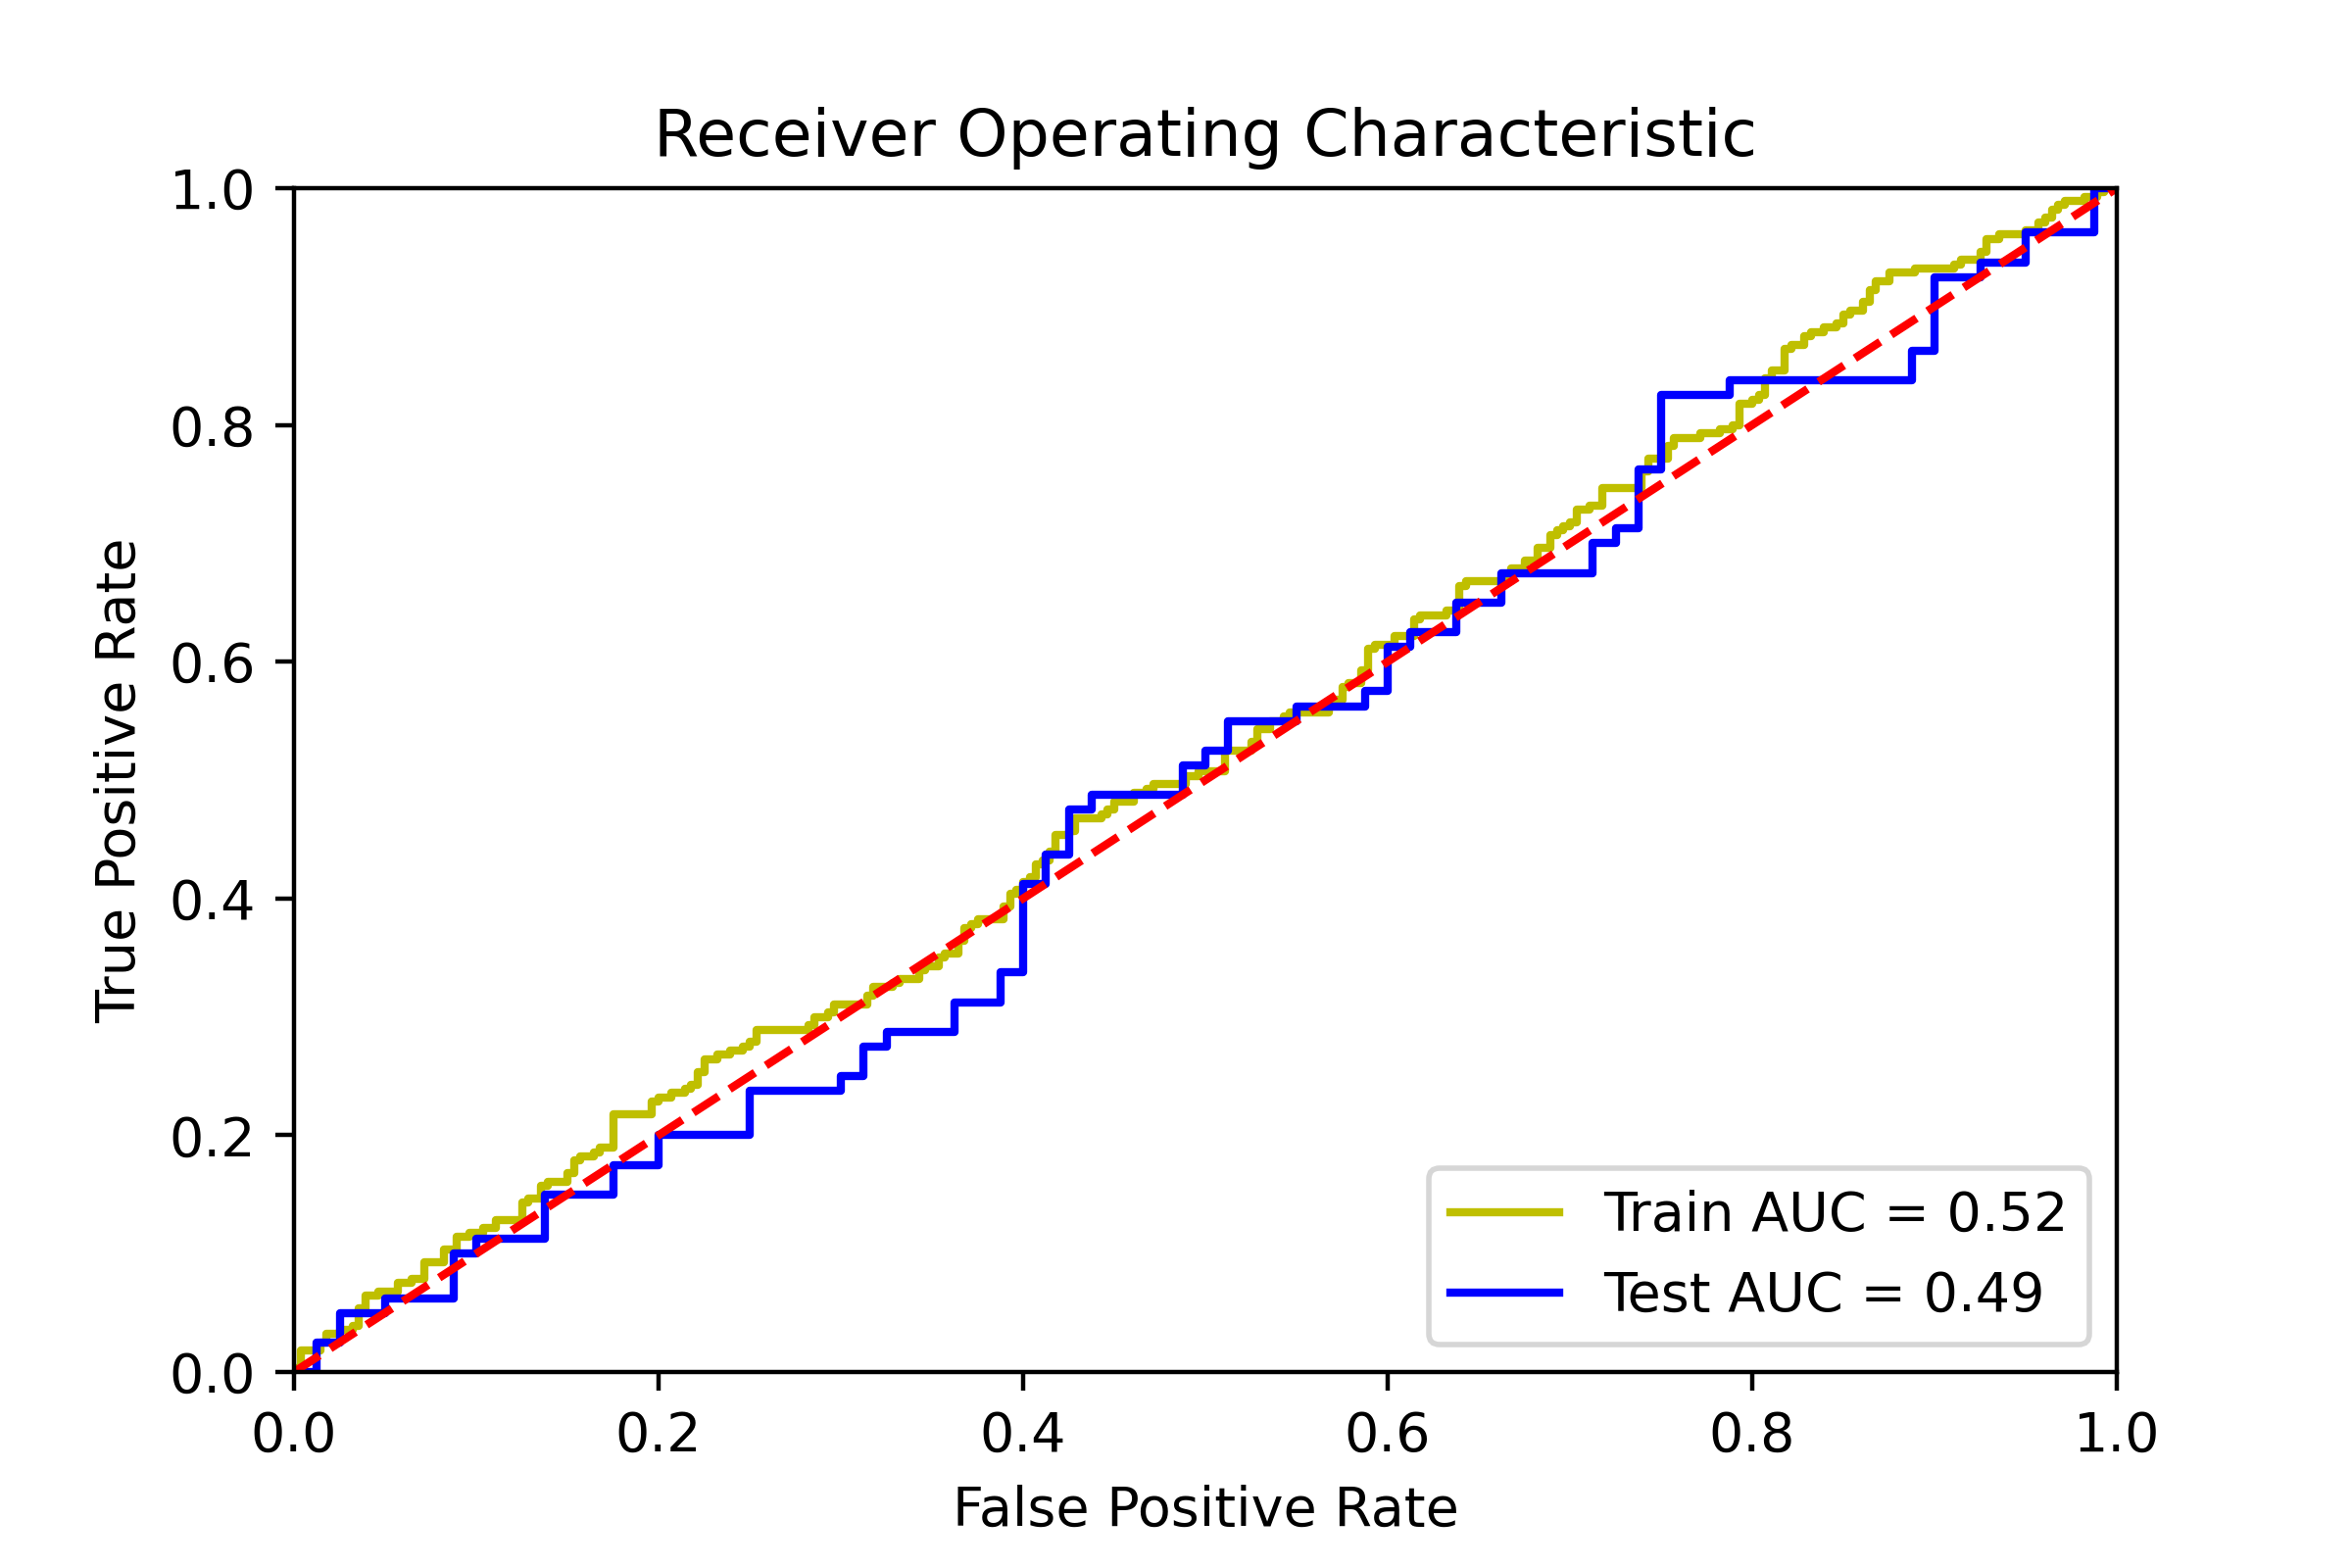 Receiver Operating Characteristic
1.0
0.8
0.6
0.4
0.2
0.0
True Positive Rate
Train AUC = 0.52
Test AUC = 0.49
0.0 0.2 0.4 0.6 0.8 1.0
False Positive Rate